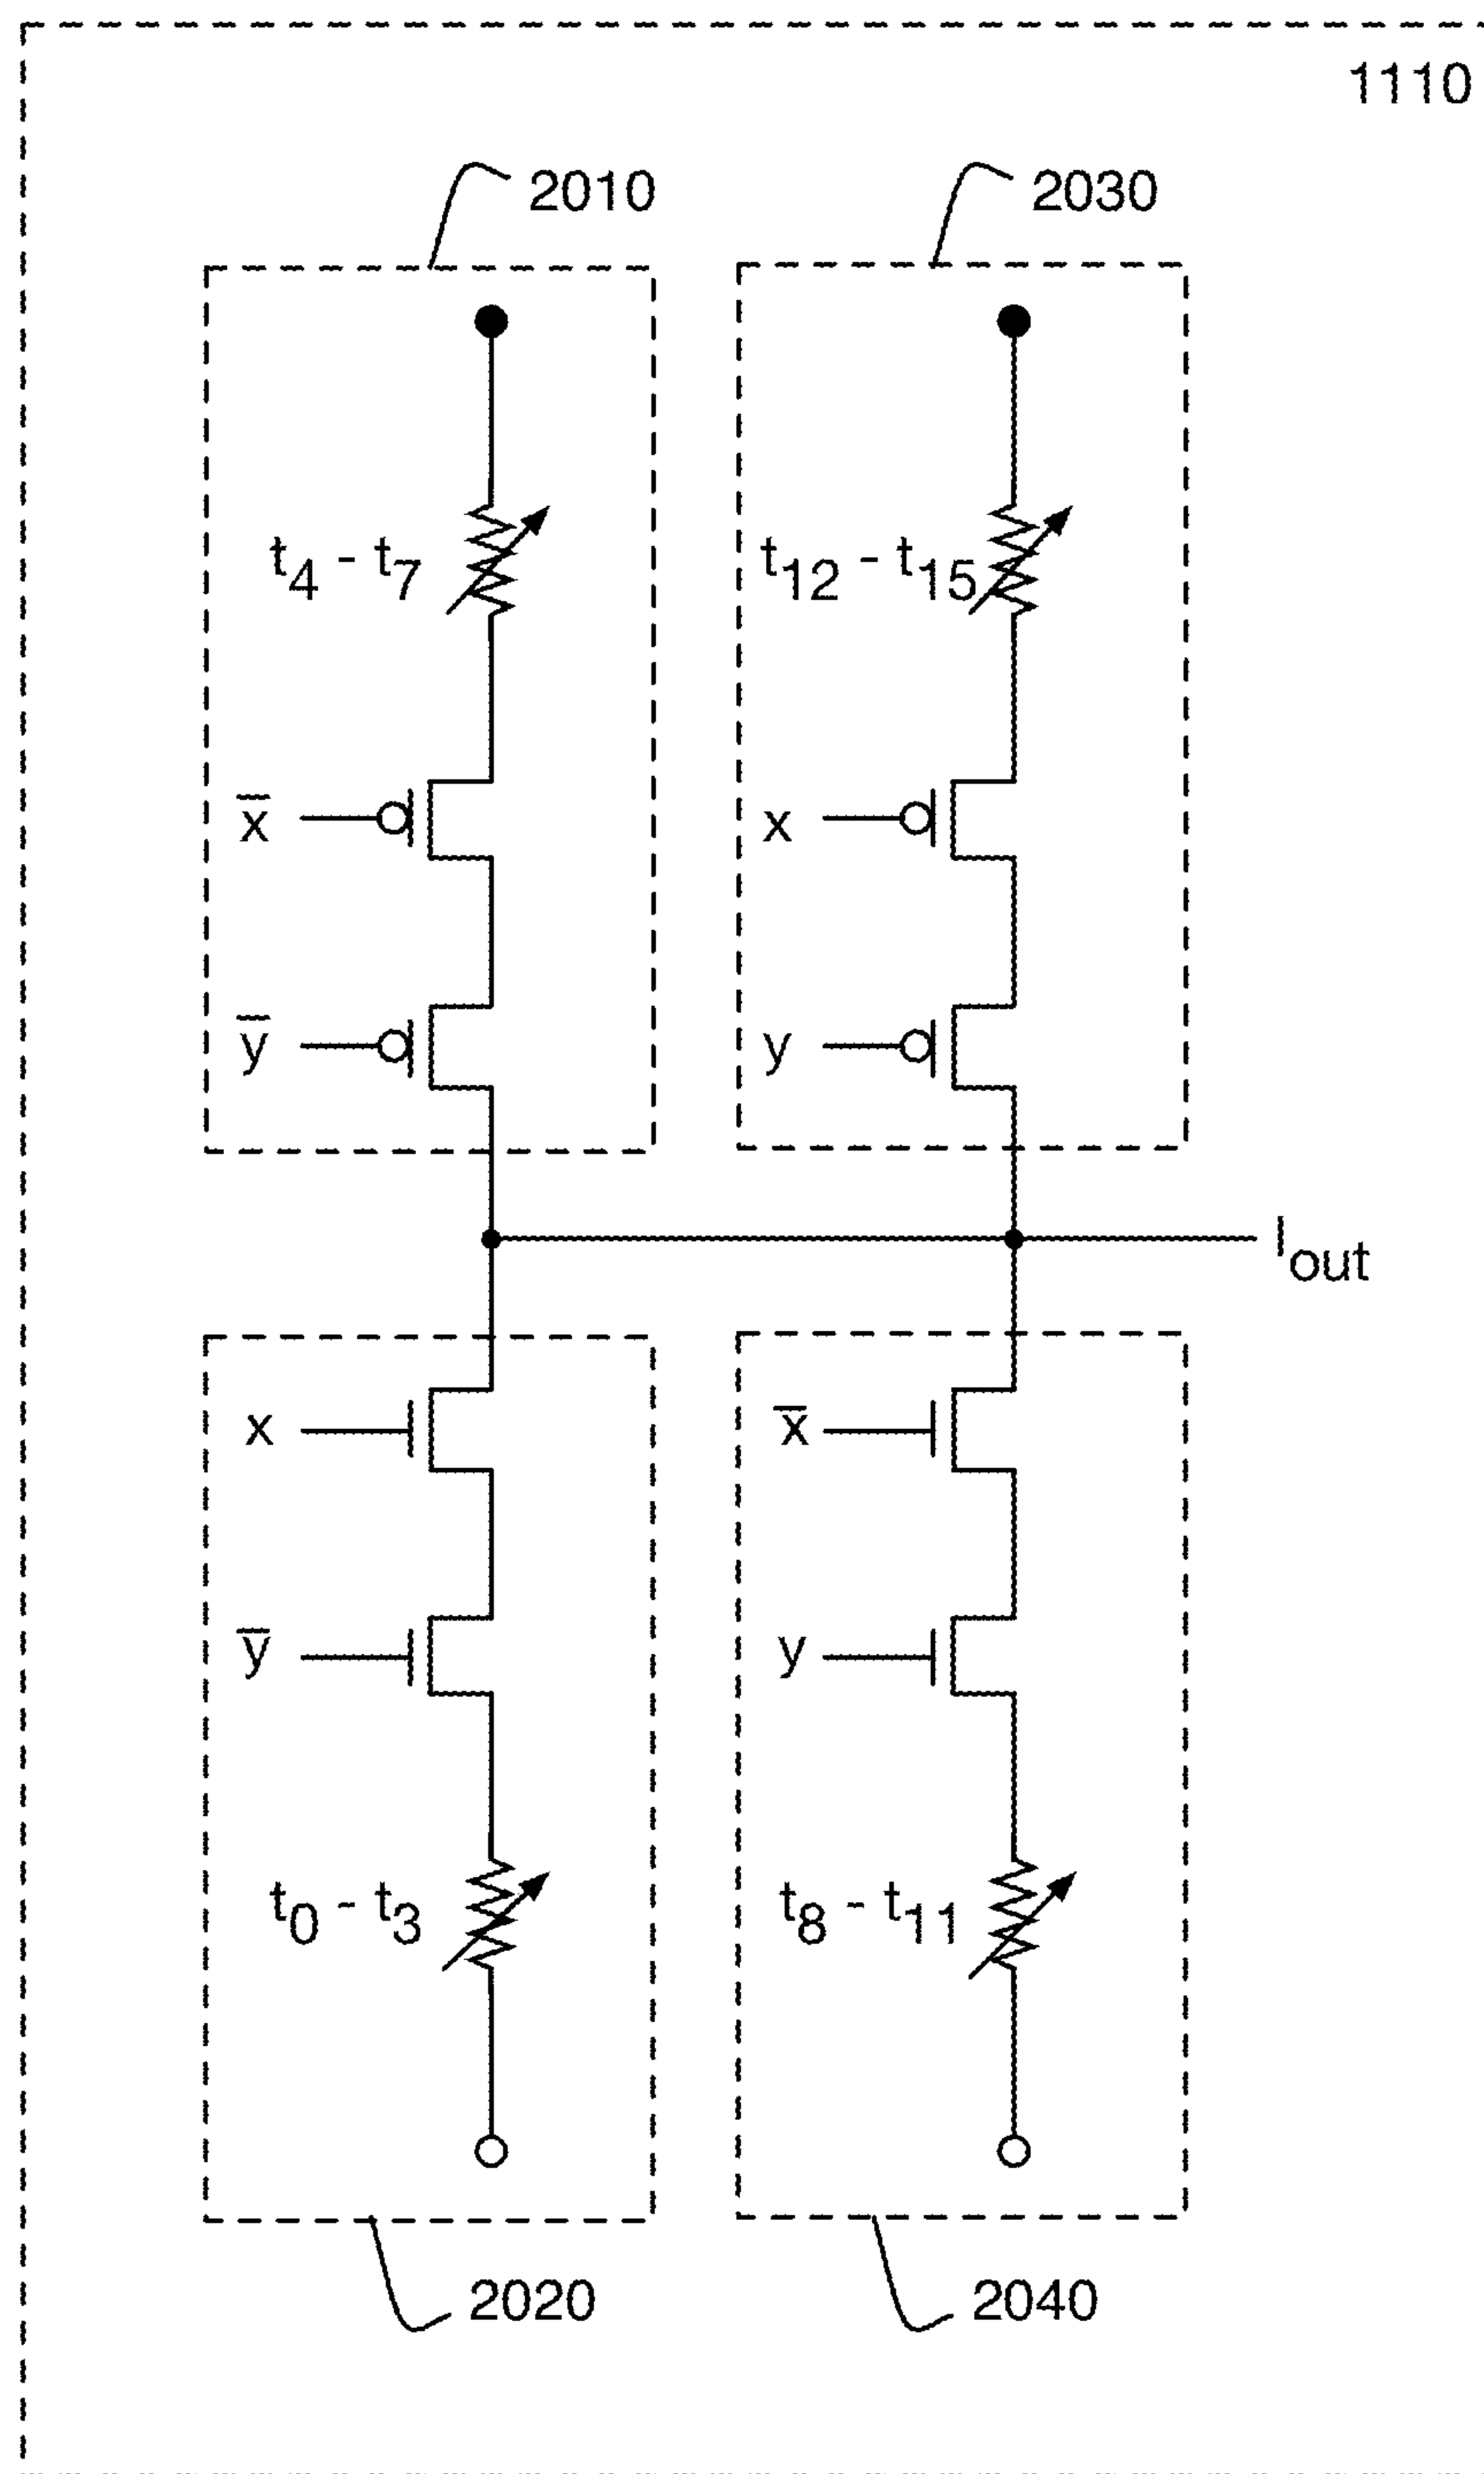 1110
2010
2030
t4 - t7
t12 - t15
x̅
x
y̅
y
Iout
x
x̅
y̅
y
t0 - t3
t8 - t11
2020
2040